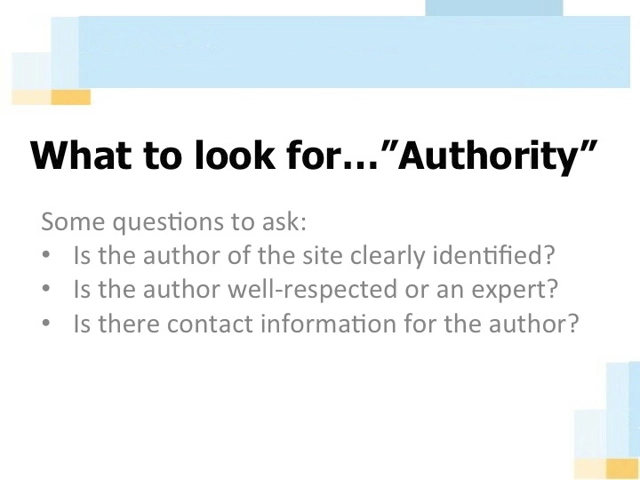 What to look for…”Authority”
Some questions to ask:
• Is the author of the site clearly identified?
• Is the author well-respected or an expert?
• Is there contact information for the author?